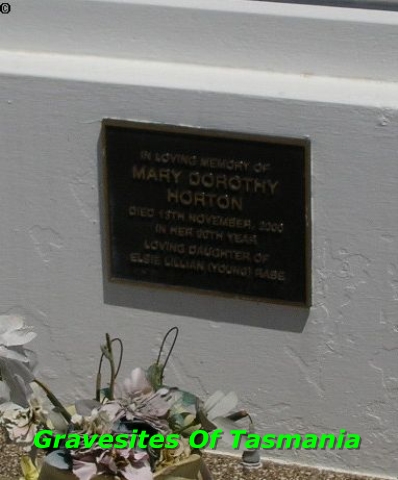 ©
IN LOVING MEMORY OF
MARY DOROTHY
HORTON
DIED 15TH NOVEMBER, 2000
IN HER 90TH YEAR
LOVING DAUGHTER OF
ELSIE LILLIAN (YOUNG) RABE
Gravesites Of Tasmania